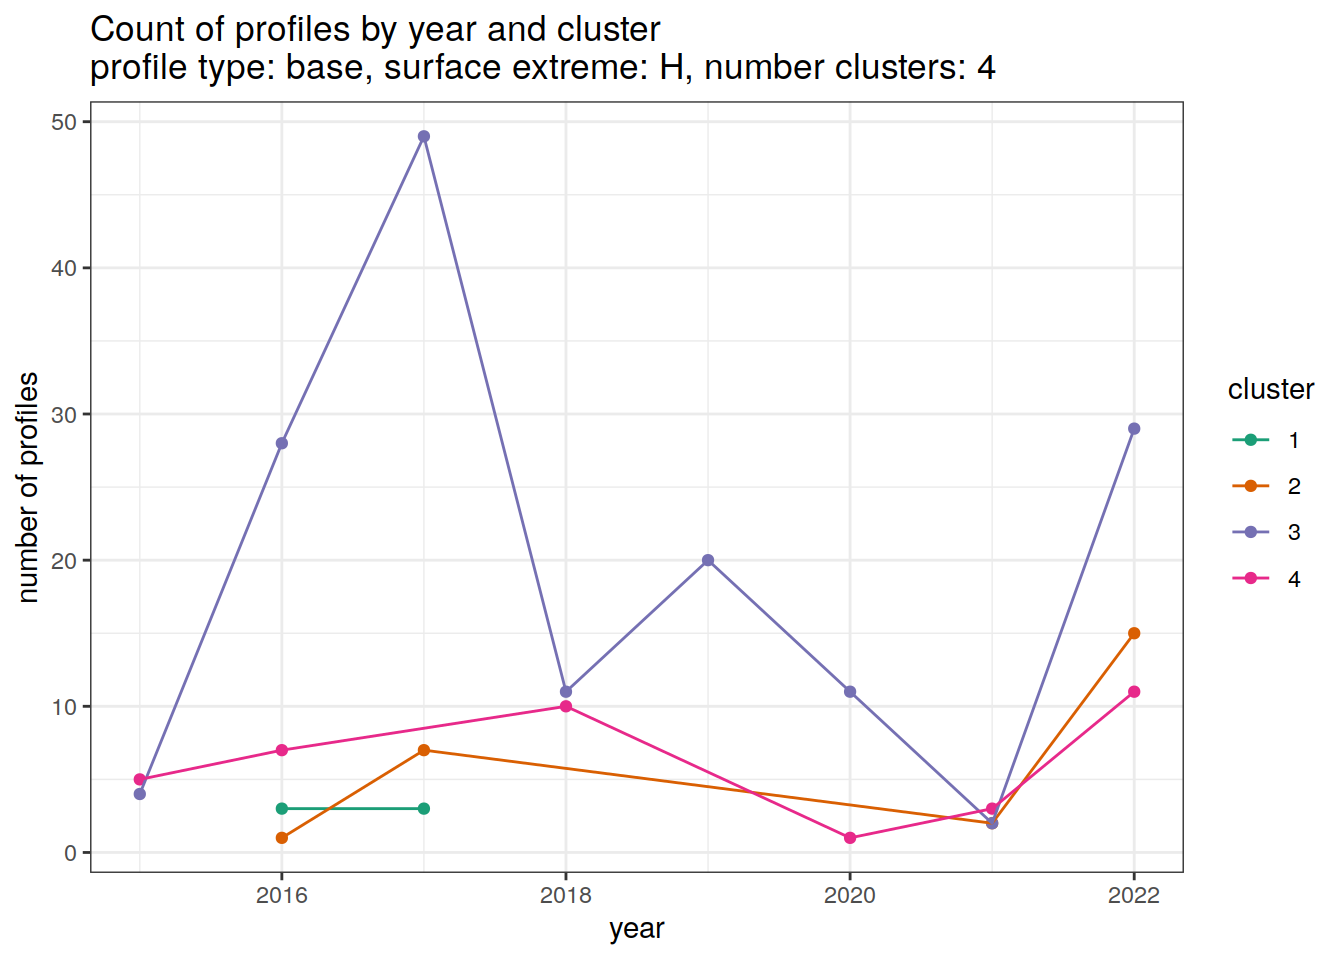 Count of profiles by year and cluster
profile type: base, surface extreme: H, number clusters: 4
50
40
30
20
10
0
number of profiles
2016
2018
2020
2022
year
cluster
1
2
3
4